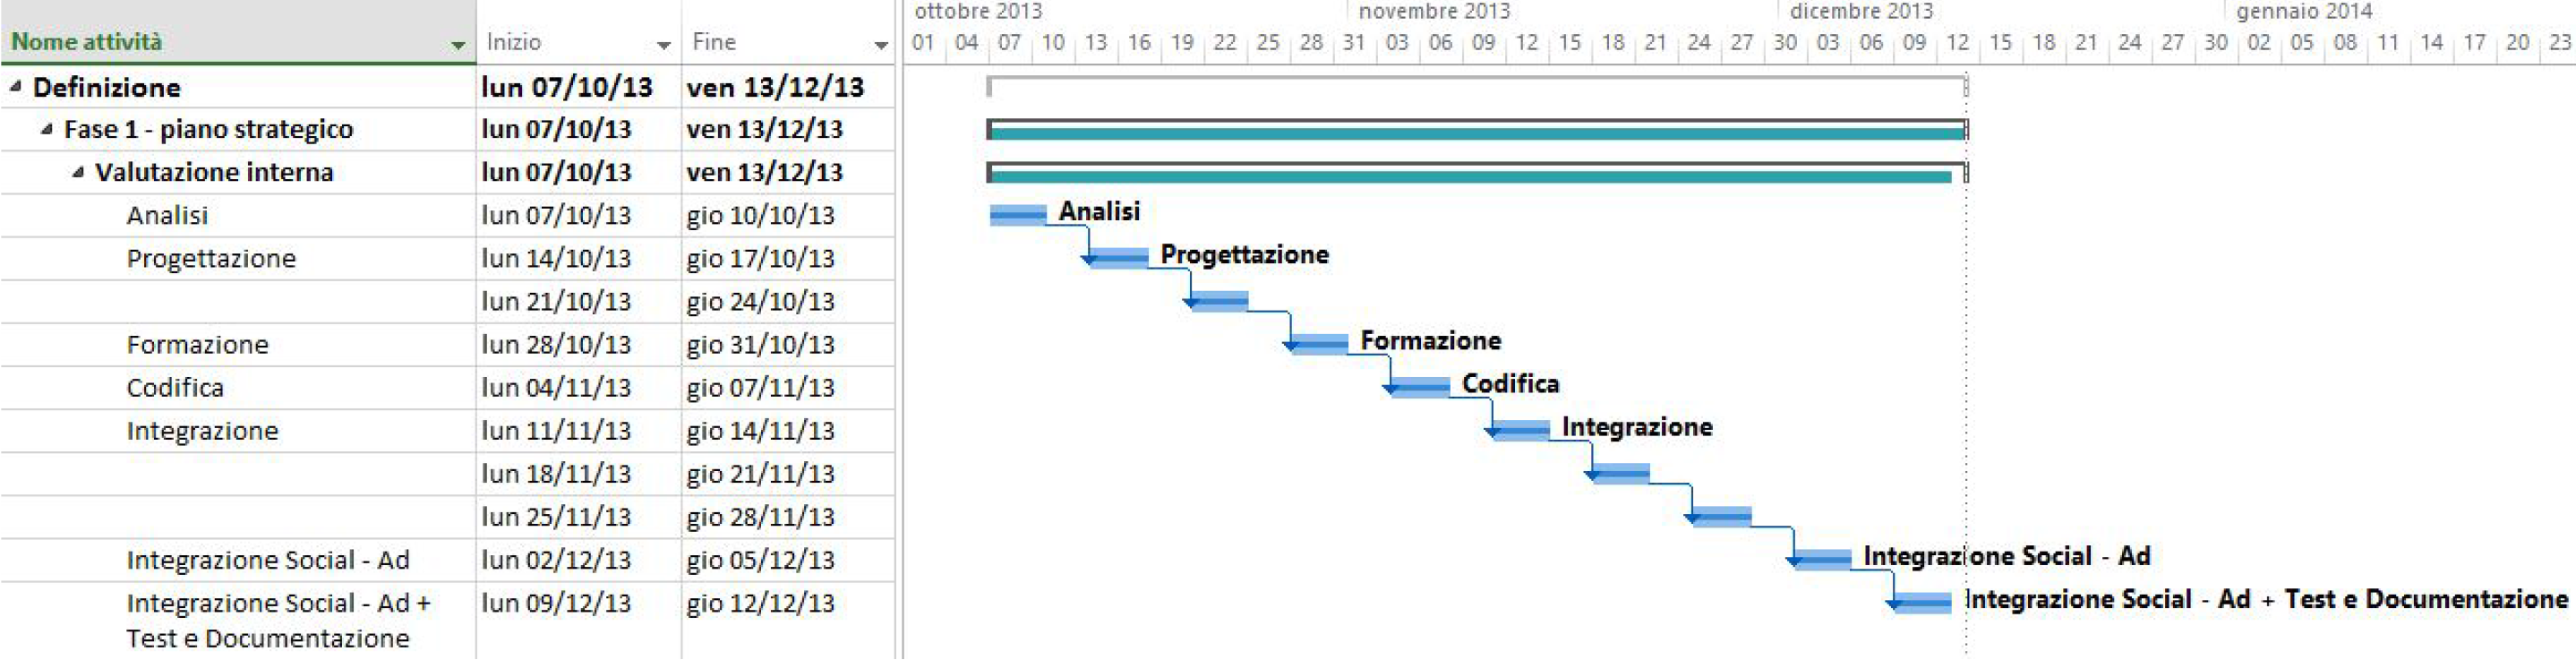 ottobre 2013 novembre 2013 dicembre 2013 gennaio 2014
Nome attività Inizio Fine 01 04 07 10 13 16 19 22 25 28 31 03 06 09 12 15 18 21 24 27 30 03 06 09 12 15 18 21 24 27 30 02 05 08 11 14 17 20 23
Definizione lun 07/10/13 ven 13/12/13
Fase 1 - piano strategico lun 07/10/13 ven 13/12/13
Valutazione interna lun 07/10/13 ven 13/12/13
Analisi lun 07/10/13 gio 10/10/13 Analisi
Progettazione lun 14/10/13 gio 17/10/13 Progettazione
lun 21/10/13 gio 24/10/13
Formazione lun 28/10/13 gio 31/10/13 Formazione
Codifica lun 04/11/13 gio 07/11/13 Codifica
Integrazione lun 11/11/13 gio 14/11/13 Integrazione
lun 18/11/13 gio 21/11/13
lun 25/11/13 gio 28/11/13
Integrazione Social - Ad lun 02/12/13 gio 05/12/13 Integrazione Social - Ad
Integrazione Social - Ad + lun 09/12/13 gio 12/12/13 Integrazione Social - Ad + Test e Documentazione
Test e Documentazione